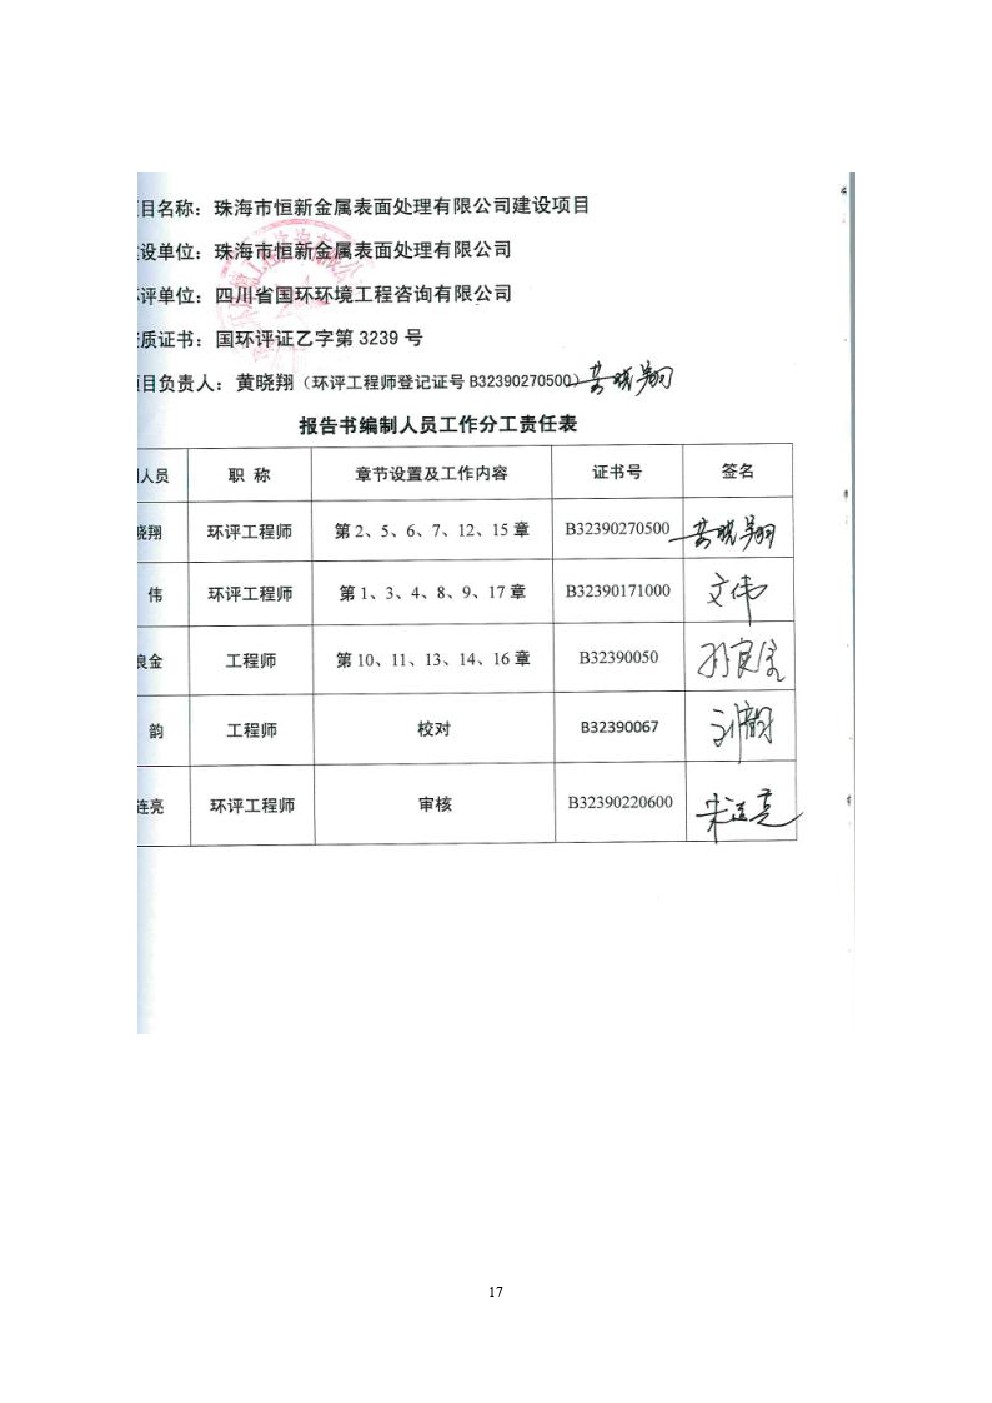 目名称：珠海市恒新金属表面处理有限公司建设项目
设单位：珠海市恒新金属表面处理有限公司
评单位：四川省国环环境工程咨询有限公司
质证书：国环评证乙字第 3239 号
目负责人：黄晓翔（环评工程师登记证号 B32390270500）黄晓翔
报告书编制人员工作分工责任表
人员 职 称 章节设置及工作内容 证书号 签名
晓翔 环评工程师 第 2、5、6、7、12、15 章 B32390270500 黄晓翔
伟 环评工程师 第 1、3、4、8、9、17 章 B32390171000 文伟
良金 工程师 第 10、11、13、14、16 章 B32390050
韵 工程师 校对 B32390067 刘韵
连亮 环评工程师 审核 B32390220600 宋连亮
17